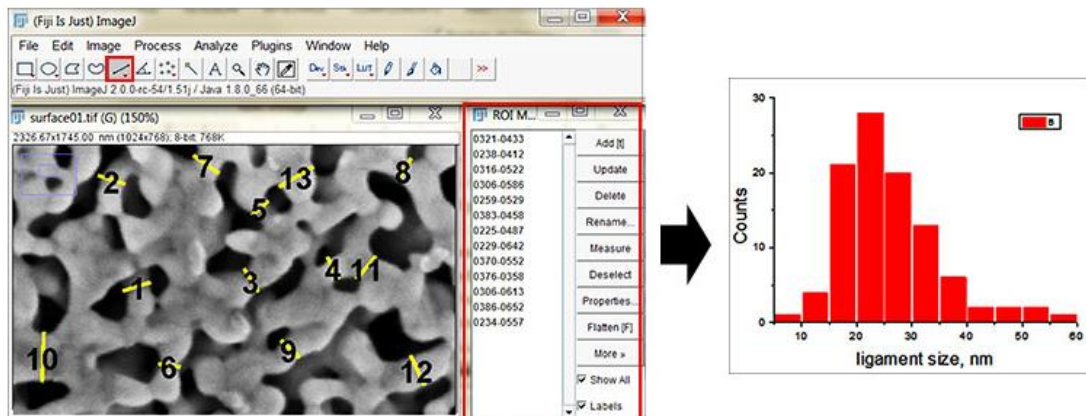 (Fiji Is Just) ImageJ
File Edit Image Process Analyze Plugins Window Help
Dev Stk LUT >>
(Fiji Is Just) ImageJ 2.0.0-rc-54/1.51j / Java 1.8.0_66 (64-bit)
surface01.tif (G) (150%)
2326.67x1745.00 nm (1024x768); 8-bit; 768K
7
8
2
13
5
3
4
11
1
10
6
9
12
ROI M...
0321-0433
0238-0412
0316-0522
0306-0586
0259-0529
0383-0458
0225-0487
0229-0642
0370-0552
0376-0358
0306-0613
0386-0652
0234-0557
Add [t]
Update
Delete
Rename...
Measure
Deselect
Properties...
Flatten [F]
More »
Show All
Labels
30
20
10
0
Counts
B
10 20 30 40 50 60
ligament size, nm